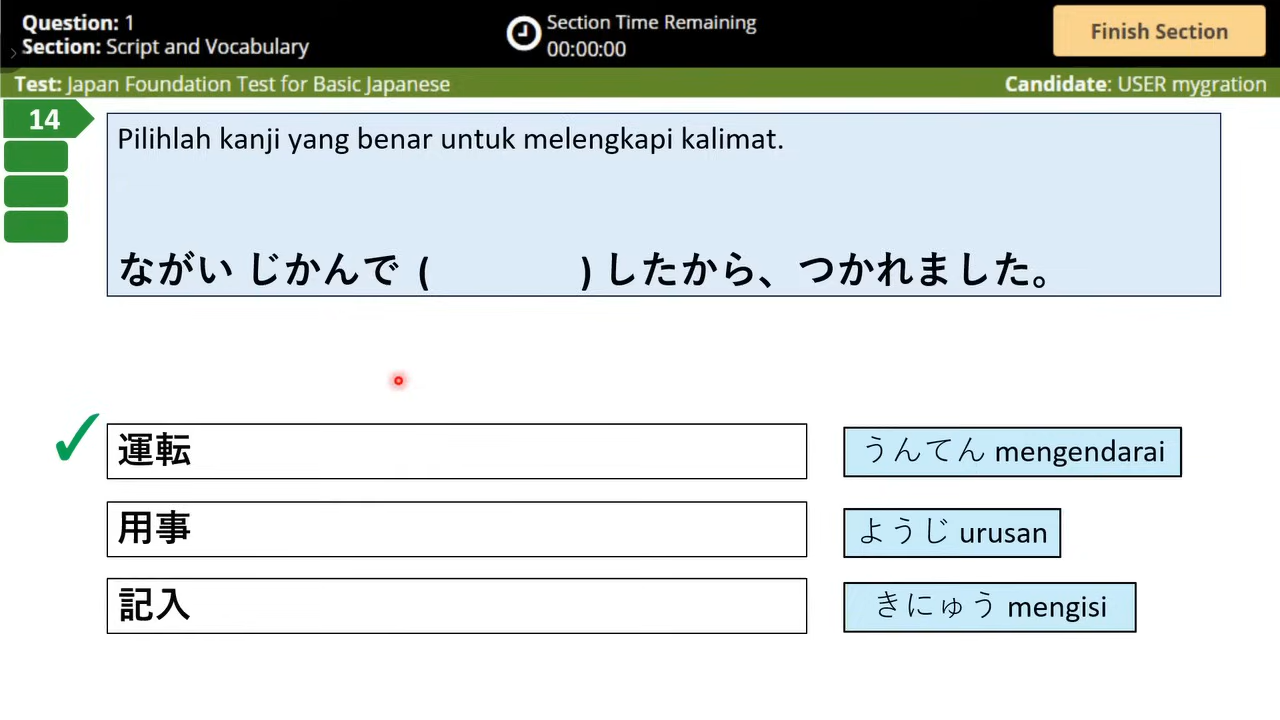 Question: 1
Section: Script and Vocabulary
Section Time Remaining
00:00:00
Finish Section
Test: Japan Foundation Test for Basic Japanese
Candidate: USER mygration
14
Pilihlah kanji yang benar untuk melengkapi kalimat.
ながい じかんで ( ) したから、つかれました。
運転
うんてん mengendarai
用事
ようじ urusan
記入
きにゅう mengisi